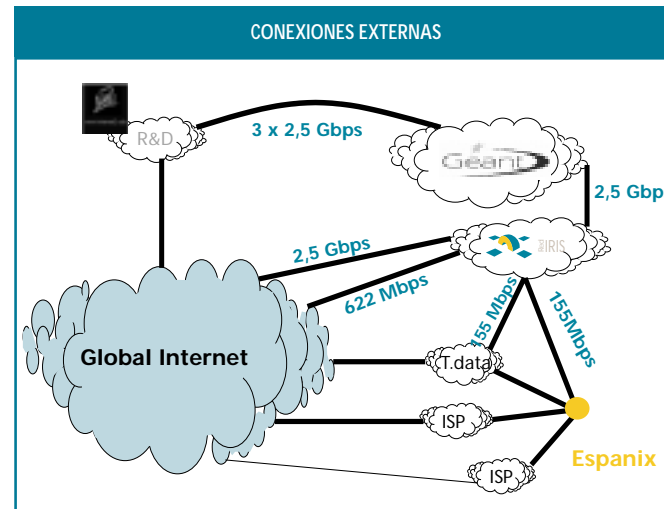 CONEXIONES EXTERNAS
R&D
3 x 2,5 Gbps
Géant
2,5 Gbp
2,5 Gbps
IRIS
622 Mbps
155 Mbps
155Mbps
Global Internet
T.data
ISP
Espanix
ISP